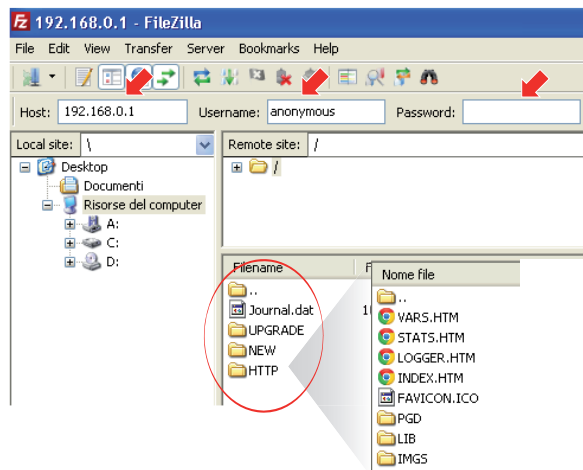 192.168.0.1 - FileZilla
File Edit View Transfer Server Bookmarks Help
Host: 192.168.0.1 Username: anonymous Password:
Local site: \
Remote site: /
Desktop
Documenti
Risorse del computer
A:
C:
D:
/
Filename
..
Journal.dat
UPGRADE
NEW
HTTP
Nome file
..
VARS.HTM
STATS.HTM
LOGGER.HTM
INDEX.HTM
FAVICON.ICO
PGD
LIB
IMGS